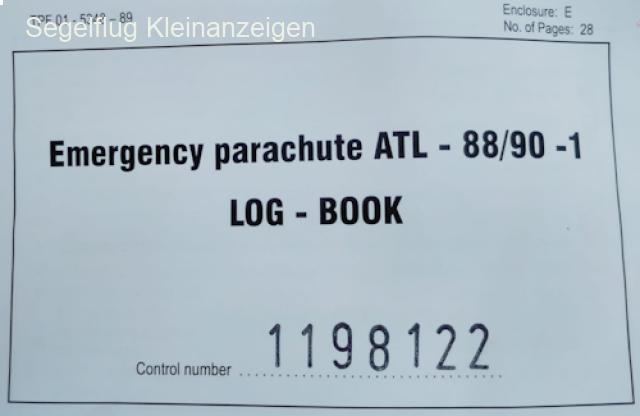 Segelflug Kleinanzeigen
Enclosure: E
No. of Pages: 28
Emergency parachute ATL - 88/90 -1
LOG - BOOK
Control number 1198122